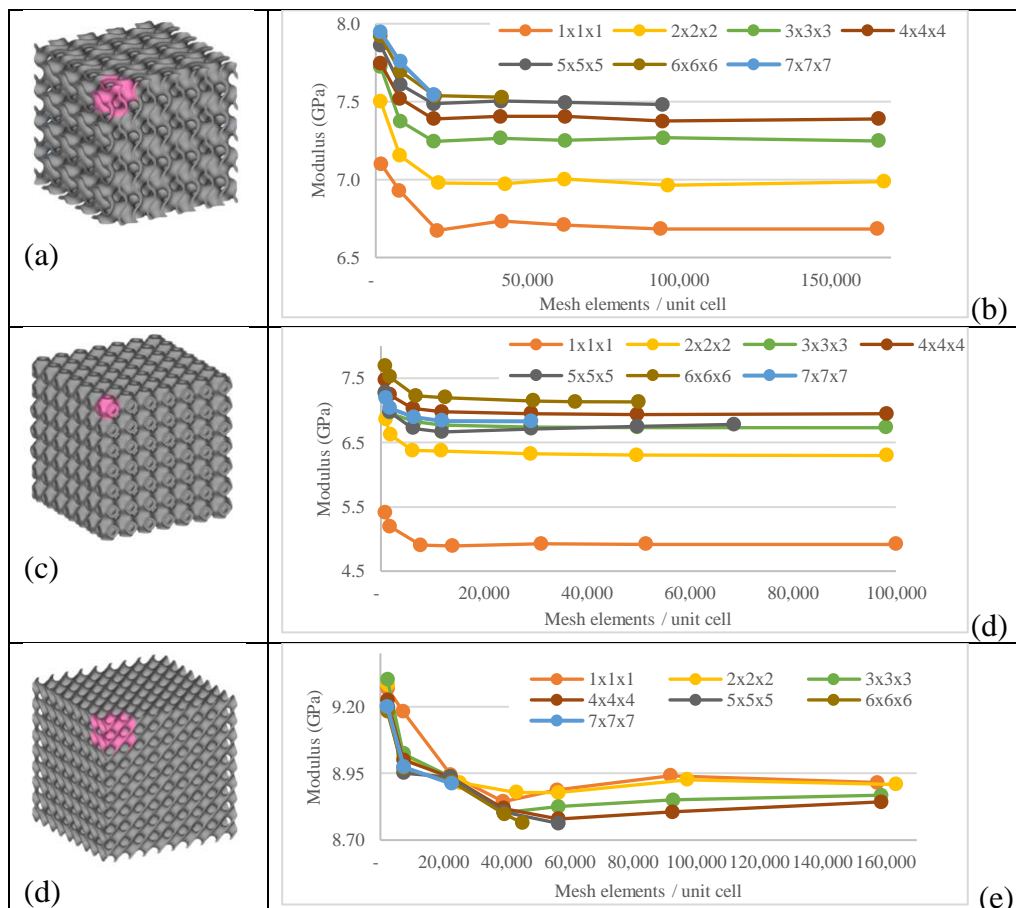 8.0
1x1x1 2x2x2 3x3x3 4x4x4
5x5x5 6x6x6 7x7x7
7.5
7.0
6.5
Modulus (GPa)
- 50,000 100,000 150,000
Mesh elements / unit cell
(a)
(b)
1x1x1 2x2x2 3x3x3 4x4x4
5x5x5 6x6x6 7x7x7
7.5
6.5
5.5
4.5
Modulus (GPa)
- 20,000 40,000 60,000 80,000 100,000
Mesh elements / unit cell
(c)
(d)
1x1x1 2x2x2 3x3x3
4x4x4 5x5x5 6x6x6
7x7x7
9.20
8.95
8.70
Modulus (GPa)
- 20,000 40,000 60,000 80,000 100,000 120,000 140,000 160,000
Mesh elements / unit cell
(d)
(e)